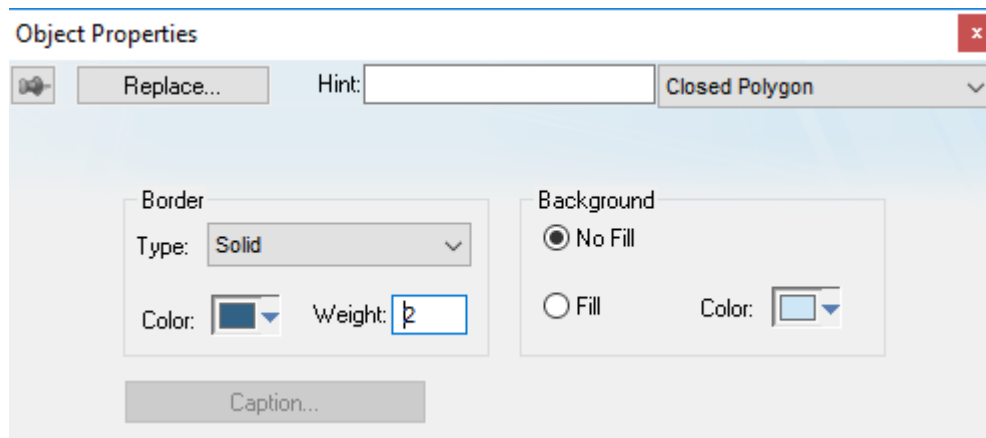 Object Properties
x
Replace... Hint: Closed Polygon
Border Background
Type: Solid No Fill
Color: Weight: 2 Fill Color:
Caption...